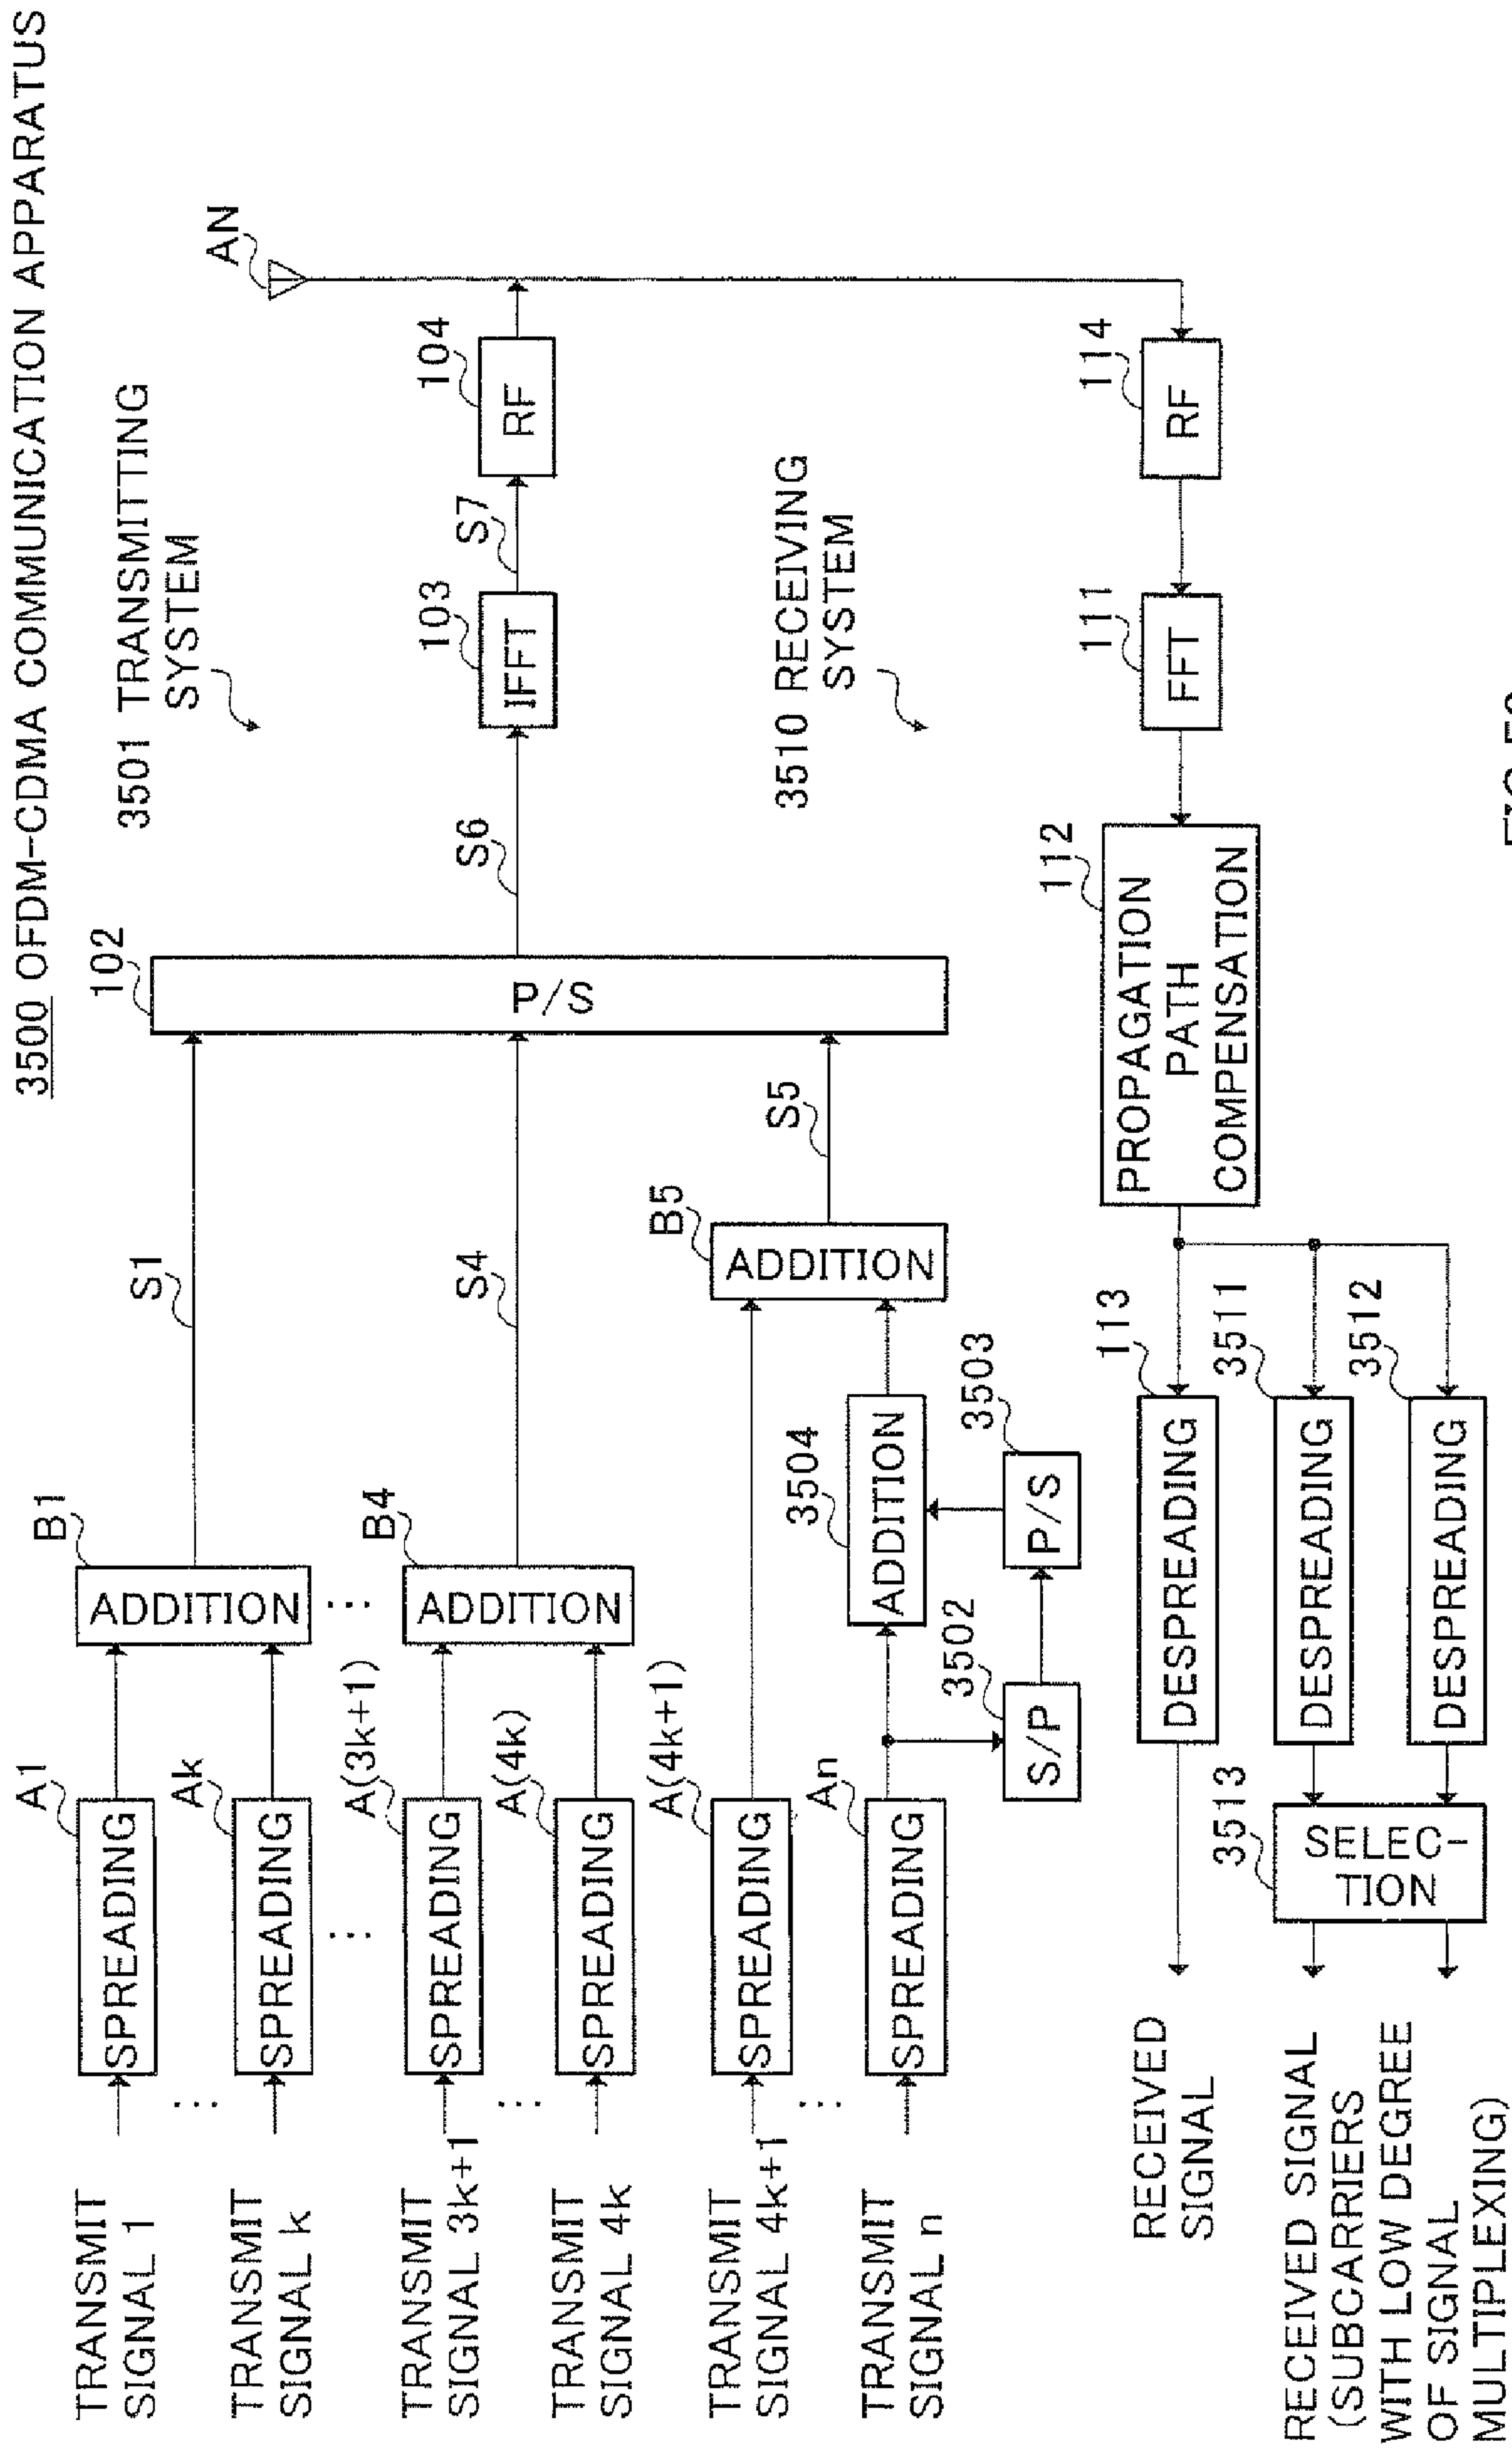 3500 OFDM-CDMA COMMUNICATION APPARATUS
3501 TRANSMITTING
SYSTEM
AN
TRANSMIT
SIGNAL 1
SPREADING
A1
ADDITION
B1
S1
102
P/S
TRANSMIT
SIGNAL k
SPREADING
Ak
...
...
...
TRANSMIT
SIGNAL 3k+1
SPREADING
A(3k+1)
ADDITION
B4
S4
S6
IFFT
103
S7
RF
104
...
TRANSMIT
SIGNAL 4k
SPREADING
A(4k)
TRANSMIT
SIGNAL 4k+1
SPREADING
A(4k+1)
ADDITION
B5
S5
...
TRANSMIT
SIGNAL n
SPREADING
An
ADDITION
3504
S/P
3502
P/S
3503
3510 RECEIVING
SYSTEM
RF
114
FFT
111
PROPAGATION
PATH
COMPENSATION
112
DESPREADING
113
RECEIVED
SIGNAL
DESPREADING
3511
DESPREADING
3512
SELEC-
TION
3513
RECEIVED SIGNAL
(SUBCARRIERS
WITH LOW DEGREE
OF SIGNAL
MULTIPLEXING)